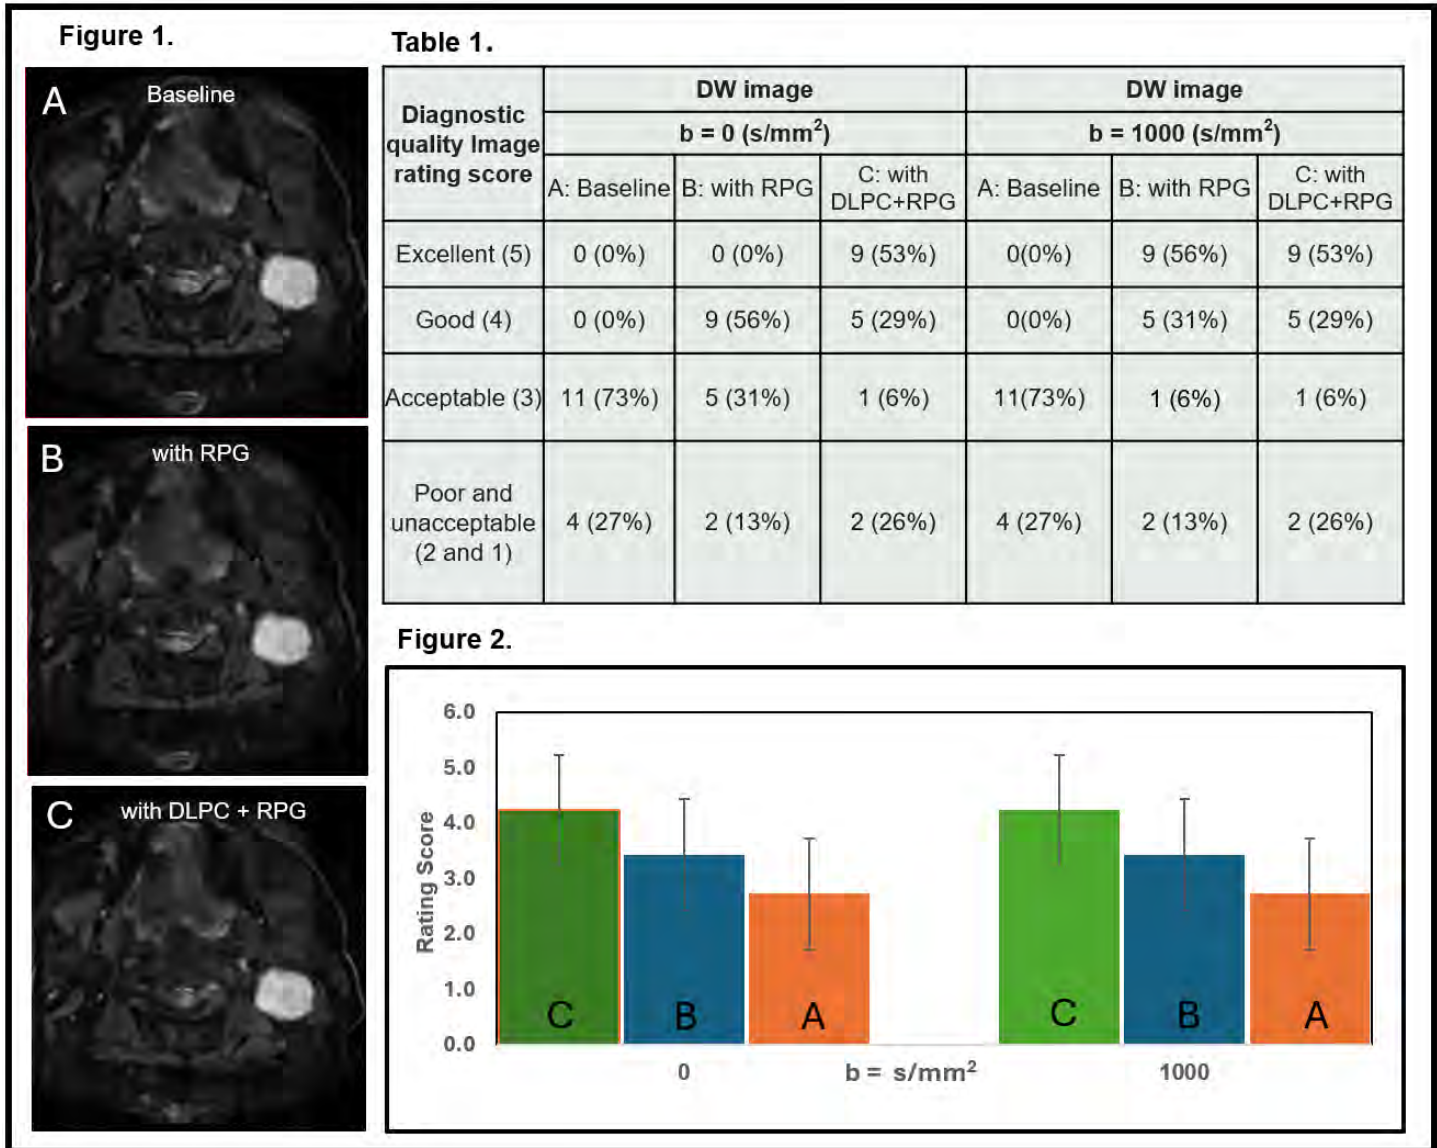 Figure 1.
A
Baseline
B
with RPG
C
with DLPC + RPG
Table 1.
Diagnostic quality Image rating score
DW image
DW image
b = 0 (s/mm²)
b = 1000 (s/mm²)
A: Baseline B: with RPG C: with DLPC+RPG A: Baseline B: with RPG C: with DLPC+RPG
Excellent (5) 0 (0%) 0 (0%) 9 (53%) 0(0%) 9 (56%) 9 (53%)
Good (4) 0 (0%) 9 (56%) 5 (29%) 0(0%) 5 (31%) 5 (29%)
Acceptable (3) 11 (73%) 5 (31%) 1 (6%) 11(73%) 1 (6%) 1 (6%)
Poor and unacceptable (2 and 1) 4 (27%) 2 (13%) 2 (26%) 4 (27%) 2 (13%) 2 (26%)
Figure 2.
Rating Score
6.0
5.0
4.0
3.0
2.0
1.0
0.0
C B A C B A
0 b = s/mm² 1000